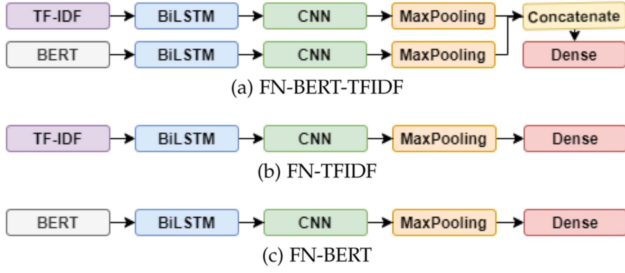 TF-IDF BiLSTM CNN MaxPooling Concatenate
BERT BiLSTM CNN MaxPooling Dense
(a) FN-BERT-TFIDF
TF-IDF BiLSTM CNN MaxPooling Dense
(b) FN-TFIDF
BERT BiLSTM CNN MaxPooling Dense
(c) FN-BERT